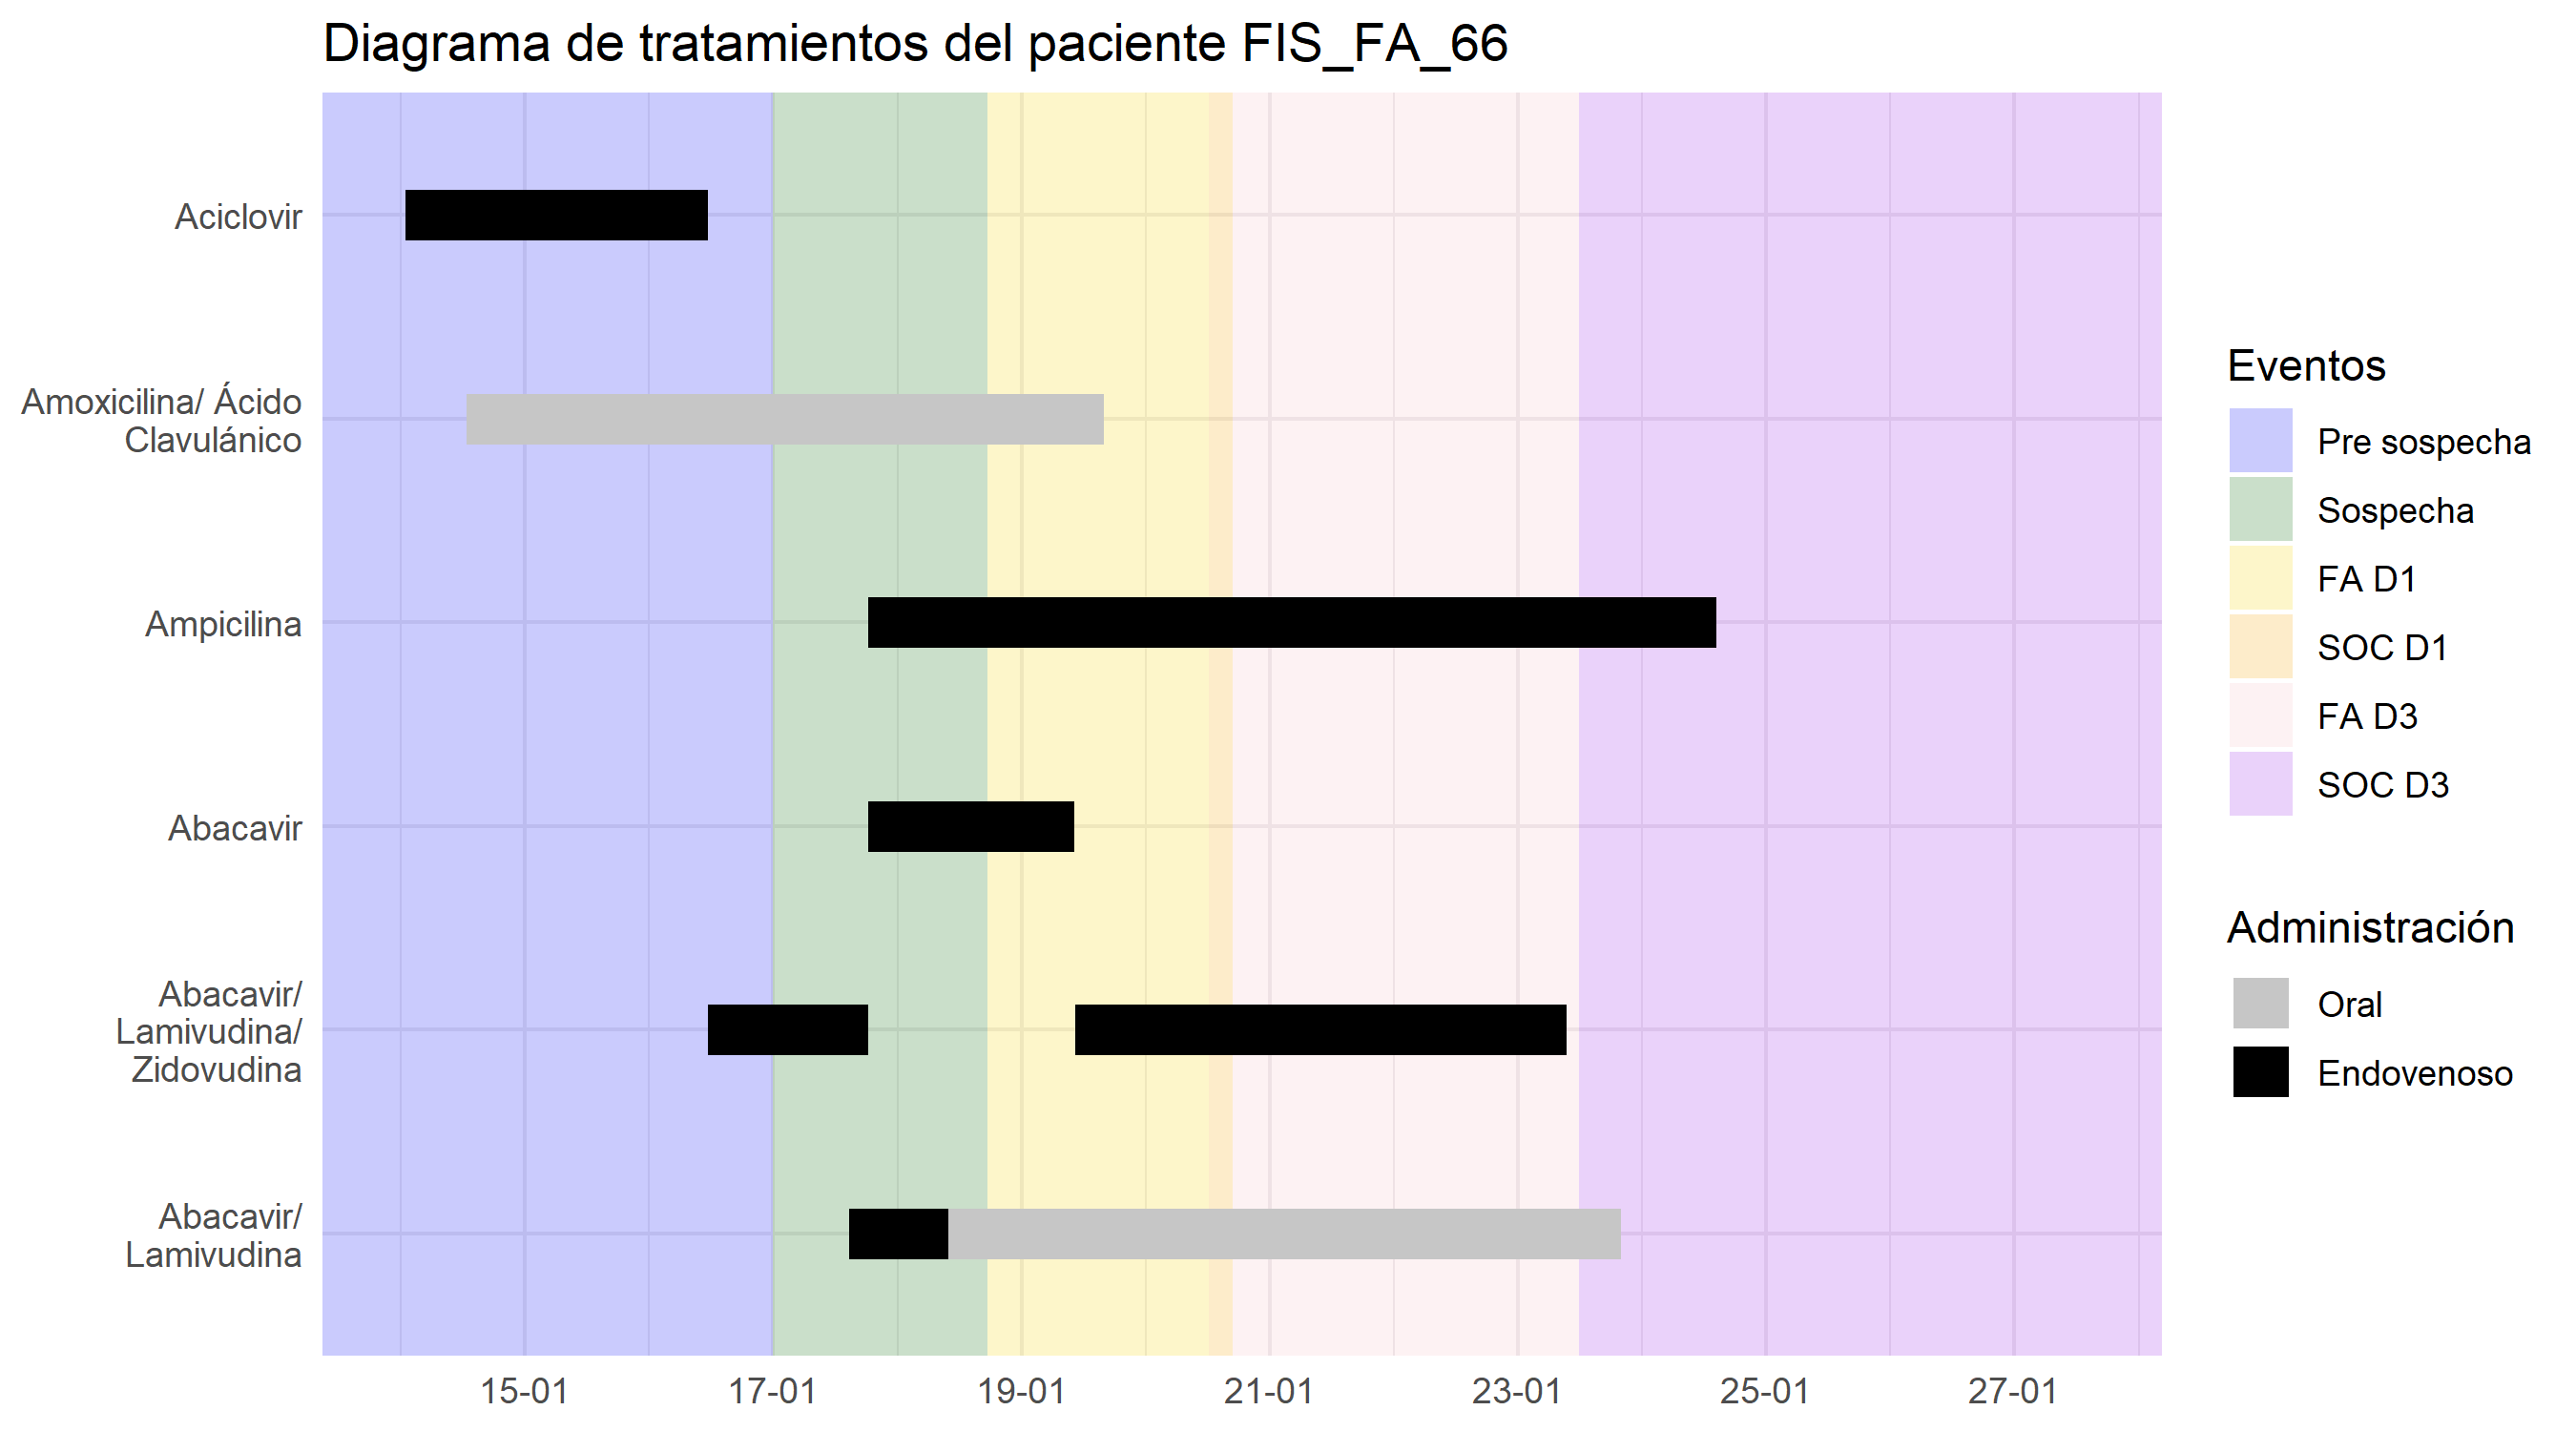 Diagrama de tratamientos del paciente FIS_FA_66
Aciclovir
Amoxicilina/ Ácido
Clavulánico
Ampicilina
Abacavir
Abacavir/
Lamivudina/
Zidovudina
Abacavir/
Lamivudina
15-01
17-01
19-01
21-01
23-01
25-01
27-01
Eventos
Pre sospecha
Sospecha
FA D1
SOC D1
FA D3
SOC D3
Administración
Oral
Endovenoso